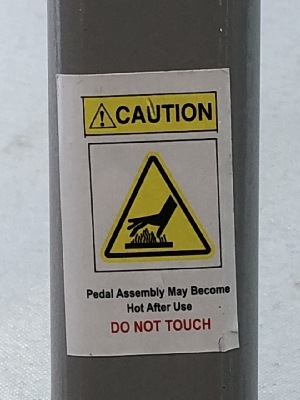 CAUTION
Pedal Assembly May Become
Hot After Use
DO NOT TOUCH